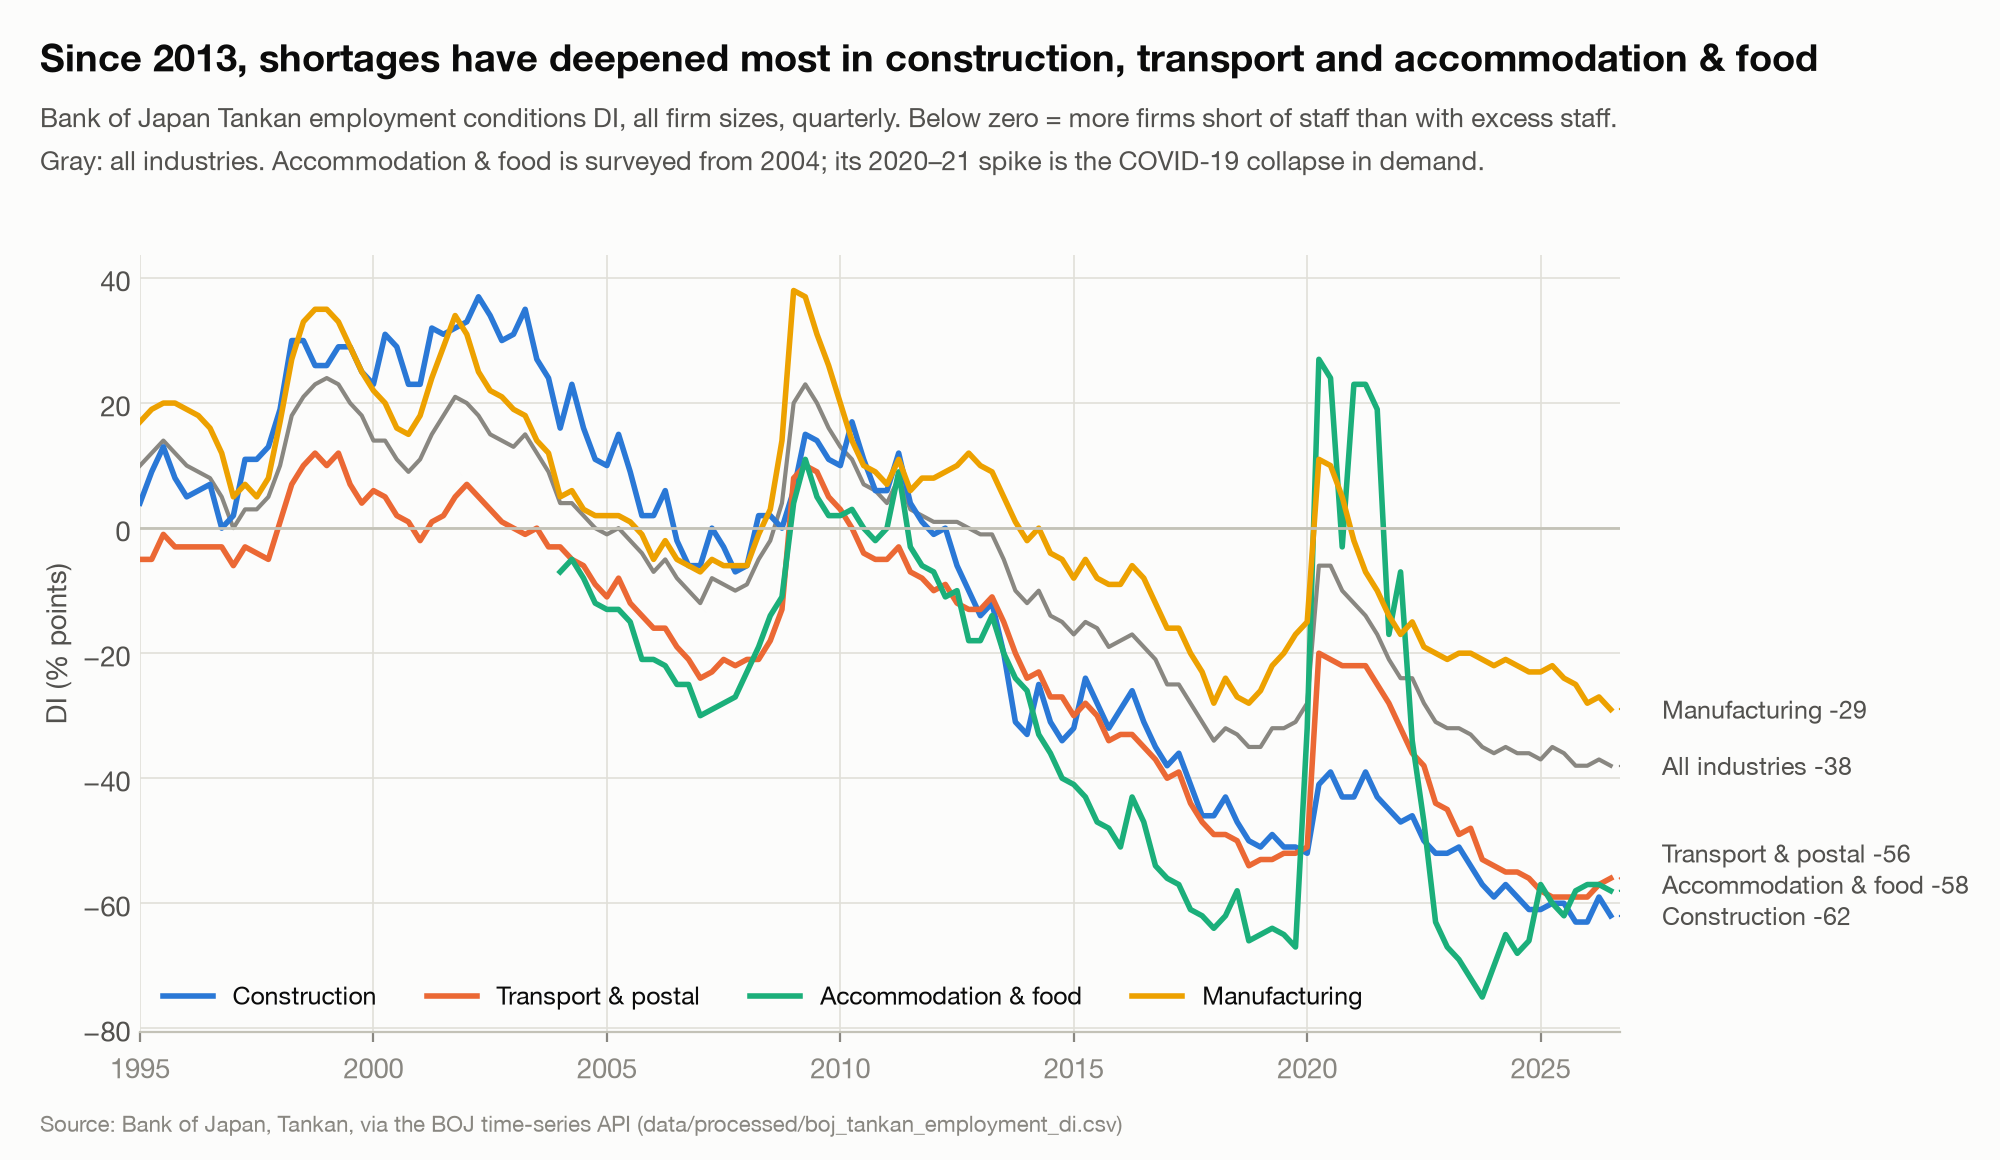 Since 2013, shortages have deepened most in construction, transport and accommodation & food
Bank of Japan Tankan employment conditions DI, all firm sizes, quarterly. Below zero = more firms short of staff than with excess staff.
Gray: all industries. Accommodation & food is surveyed from 2004; its 2020–21 spike is the COVID-19 collapse in demand.
DI (% points)
40
20
0
−20
−40
−60
−80
Manufacturing -29
All industries -38
Transport & postal -56
Accommodation & food -58
Construction -62
Construction Transport & postal Accommodation & food Manufacturing
1995 2000 2005 2010 2015 2020 2025
Source: Bank of Japan, Tankan, via the BOJ time-series API (data/processed/boj_tankan_employment_di.csv)